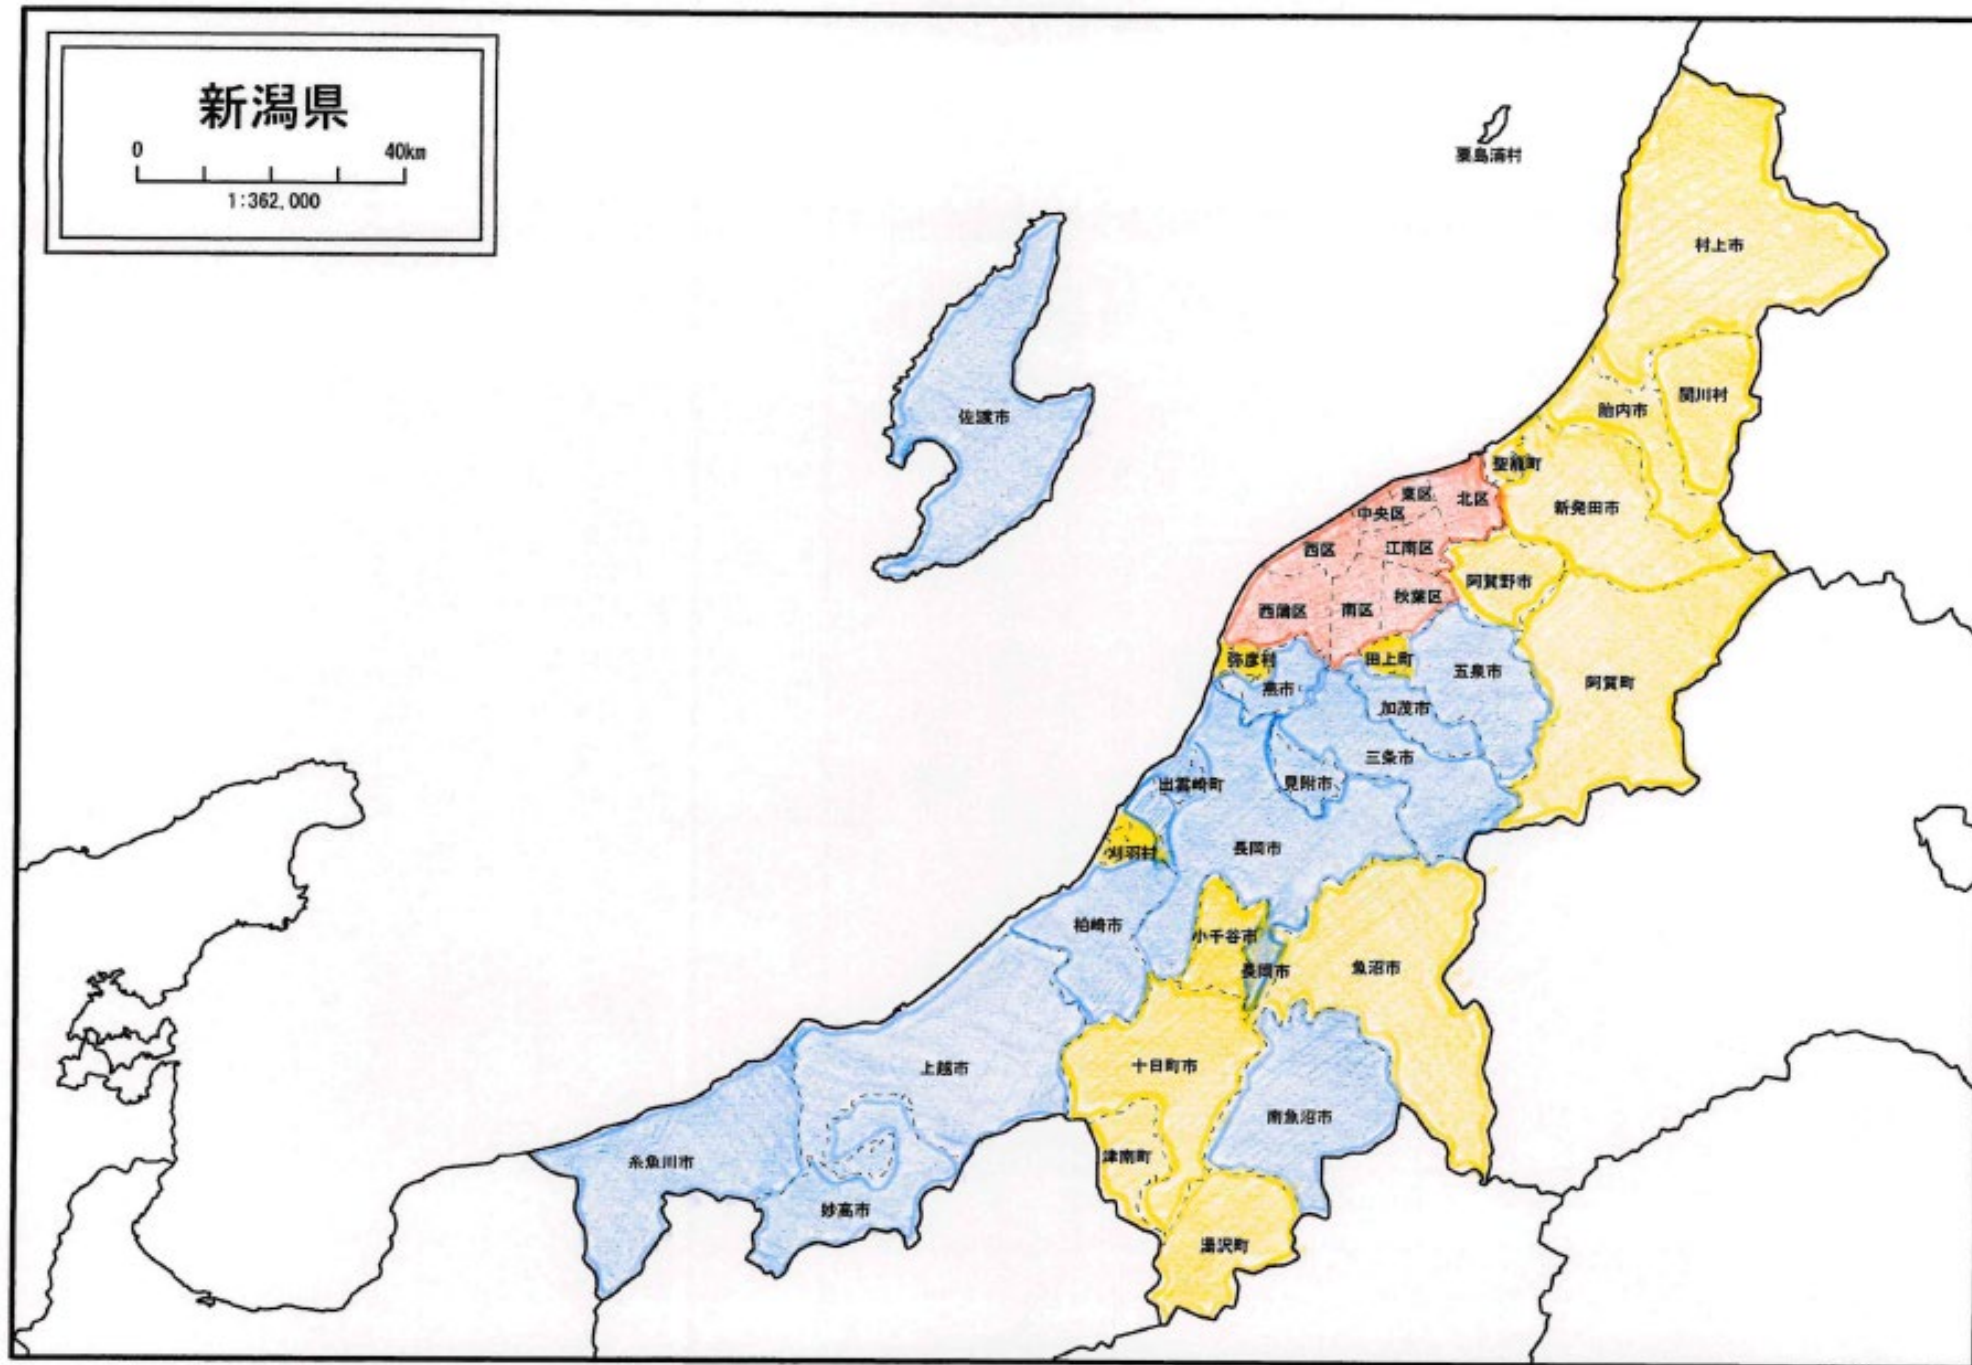 新潟県
0 40km
1:362,000
粟島浦村
村上市
佐渡市
関川村
胎内市
聖籠町
東区
北区
中央区
新発田市
西区
江南区
阿賀野市
秋葉区
西蒲区
南区
弥彦村
田上町
五泉市
阿賀町
燕市
加茂市
三条市
出雲崎町
見附市
長岡市
刈羽村
柏崎市
小千谷市
長岡市
魚沼市
上越市
十日町市
南魚沼市
糸魚川市
津南町
妙高市
湯沢町